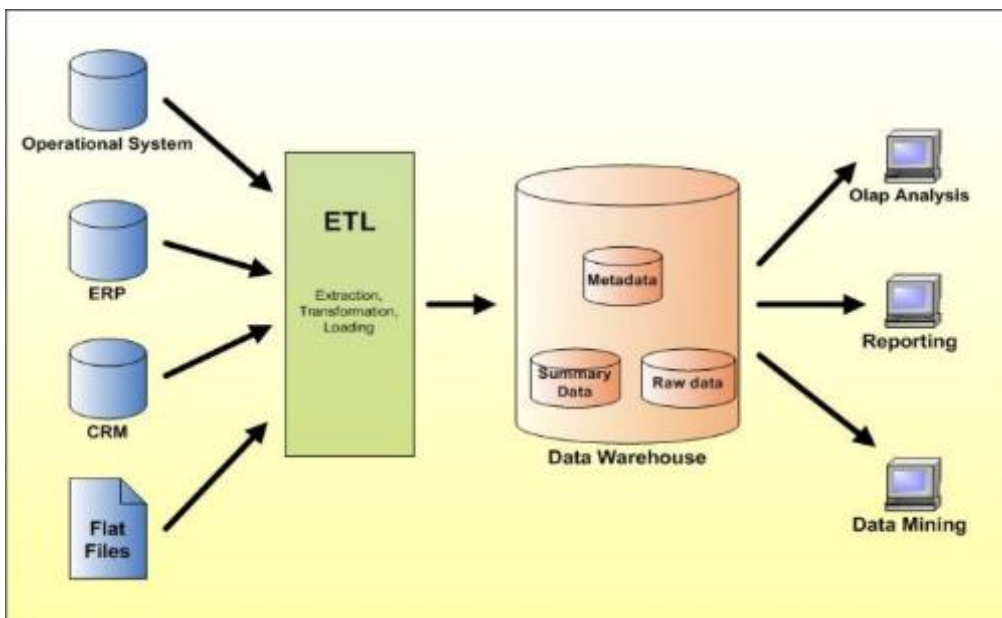 Operational System
ERP
CRM
Flat
Files
ETL
Extraction,
Transformation,
Loading
Metadata
Summary
Data
Raw data
Data Warehouse
Olap Analysis
Reporting
Data Mining